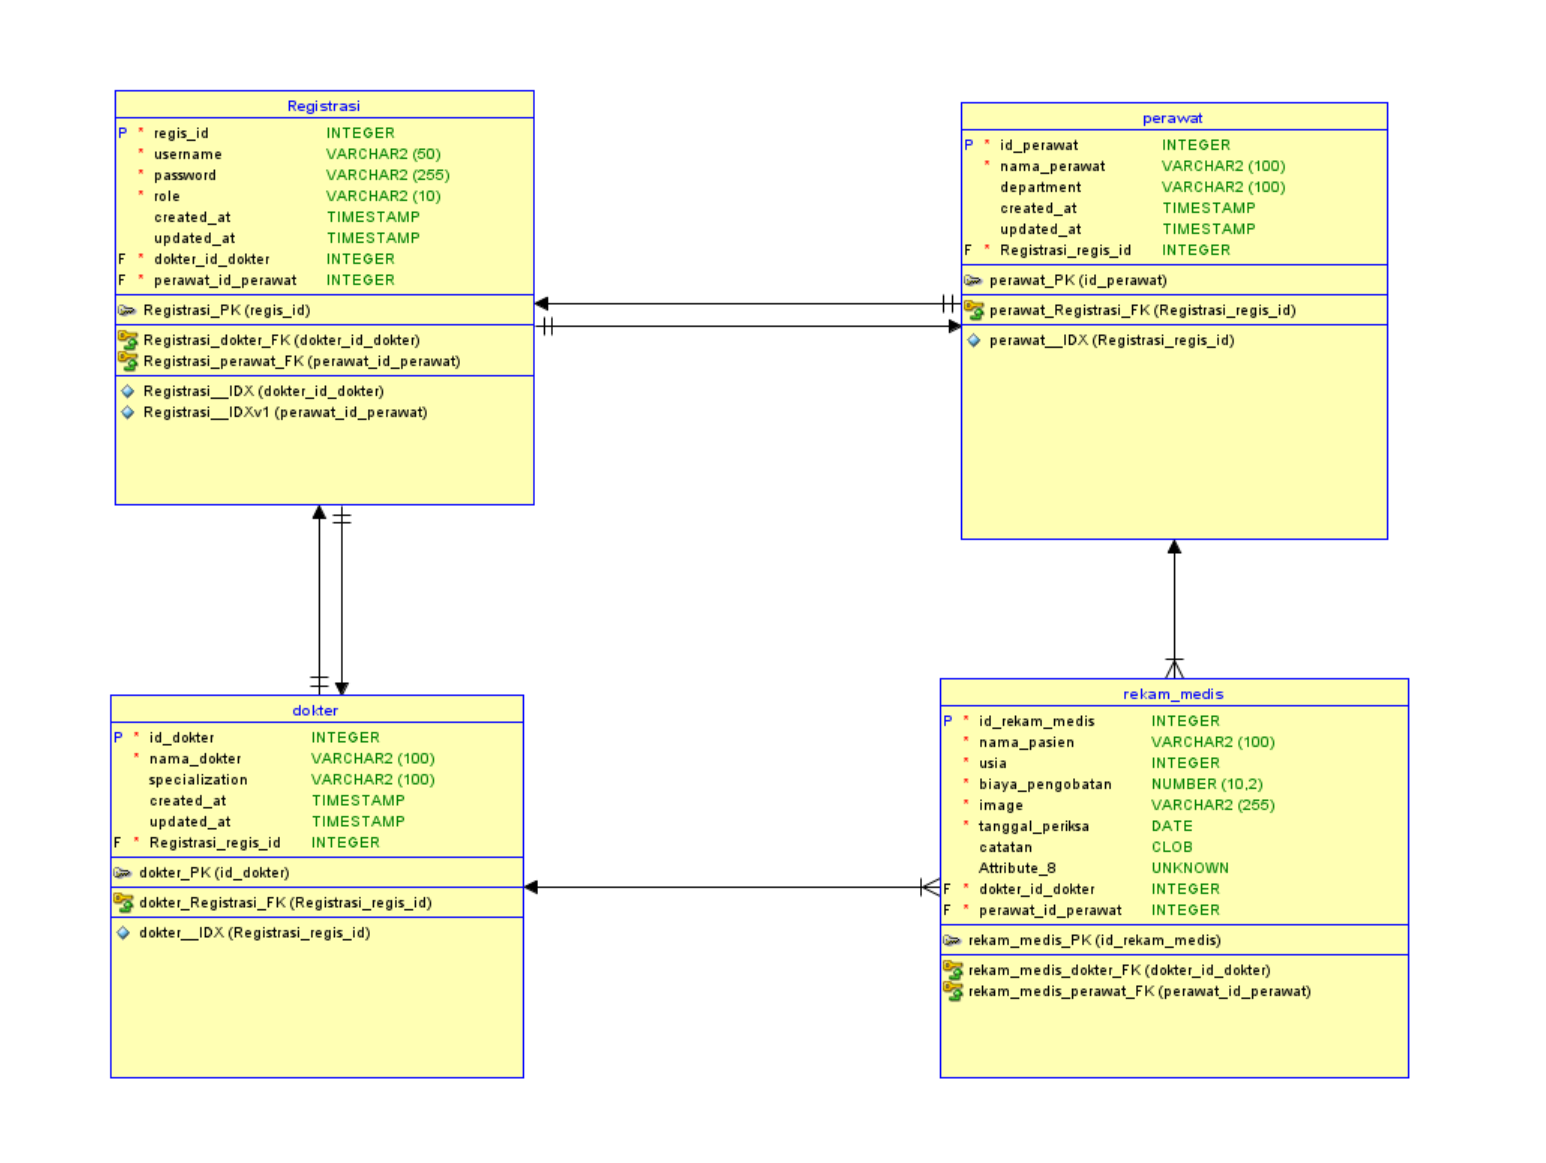 Registrasi
P * regis_id INTEGER
* username VARCHAR2 (50)
* password VARCHAR2 (255)
* role VARCHAR2 (10)
created_at TIMESTAMP
updated_at TIMESTAMP
F * dokter_id_dokter INTEGER
F * perawat_id_perawat INTEGER
Registrasi_PK (regis_id)
Registrasi_dokter_FK (dokter_id_dokter)
Registrasi_perawat_FK (perawat_id_perawat)
Registrasi__IDX (dokter_id_dokter)
Registrasi__IDXv1 (perawat_id_perawat)
perawat
P * id_perawat INTEGER
* nama_perawat VARCHAR2 (100)
department VARCHAR2 (100)
created_at TIMESTAMP
updated_at TIMESTAMP
F * Registrasi_regis_id INTEGER
perawat_PK (id_perawat)
perawat_Registrasi_FK (Registrasi_regis_id)
perawat__IDX (Registrasi_regis_id)
dokter
P * id_dokter INTEGER
* nama_dokter VARCHAR2 (100)
specialization VARCHAR2 (100)
created_at TIMESTAMP
updated_at TIMESTAMP
F * Registrasi_regis_id INTEGER
dokter_PK (id_dokter)
dokter_Registrasi_FK (Registrasi_regis_id)
dokter__IDX (Registrasi_regis_id)
rekam_medis
P * id_rekam_medis INTEGER
* nama_pasien VARCHAR2 (100)
* usia INTEGER
* biaya_pengobatan NUMBER (10,2)
* image VARCHAR2 (255)
* tanggal_periksa DATE
catatan CLOB
Attribute_8 UNKNOWN
F * dokter_id_dokter INTEGER
F * perawat_id_perawat INTEGER
rekam_medis_PK (id_rekam_medis)
rekam_medis_dokter_FK (dokter_id_dokter)
rekam_medis_perawat_FK (perawat_id_perawat)